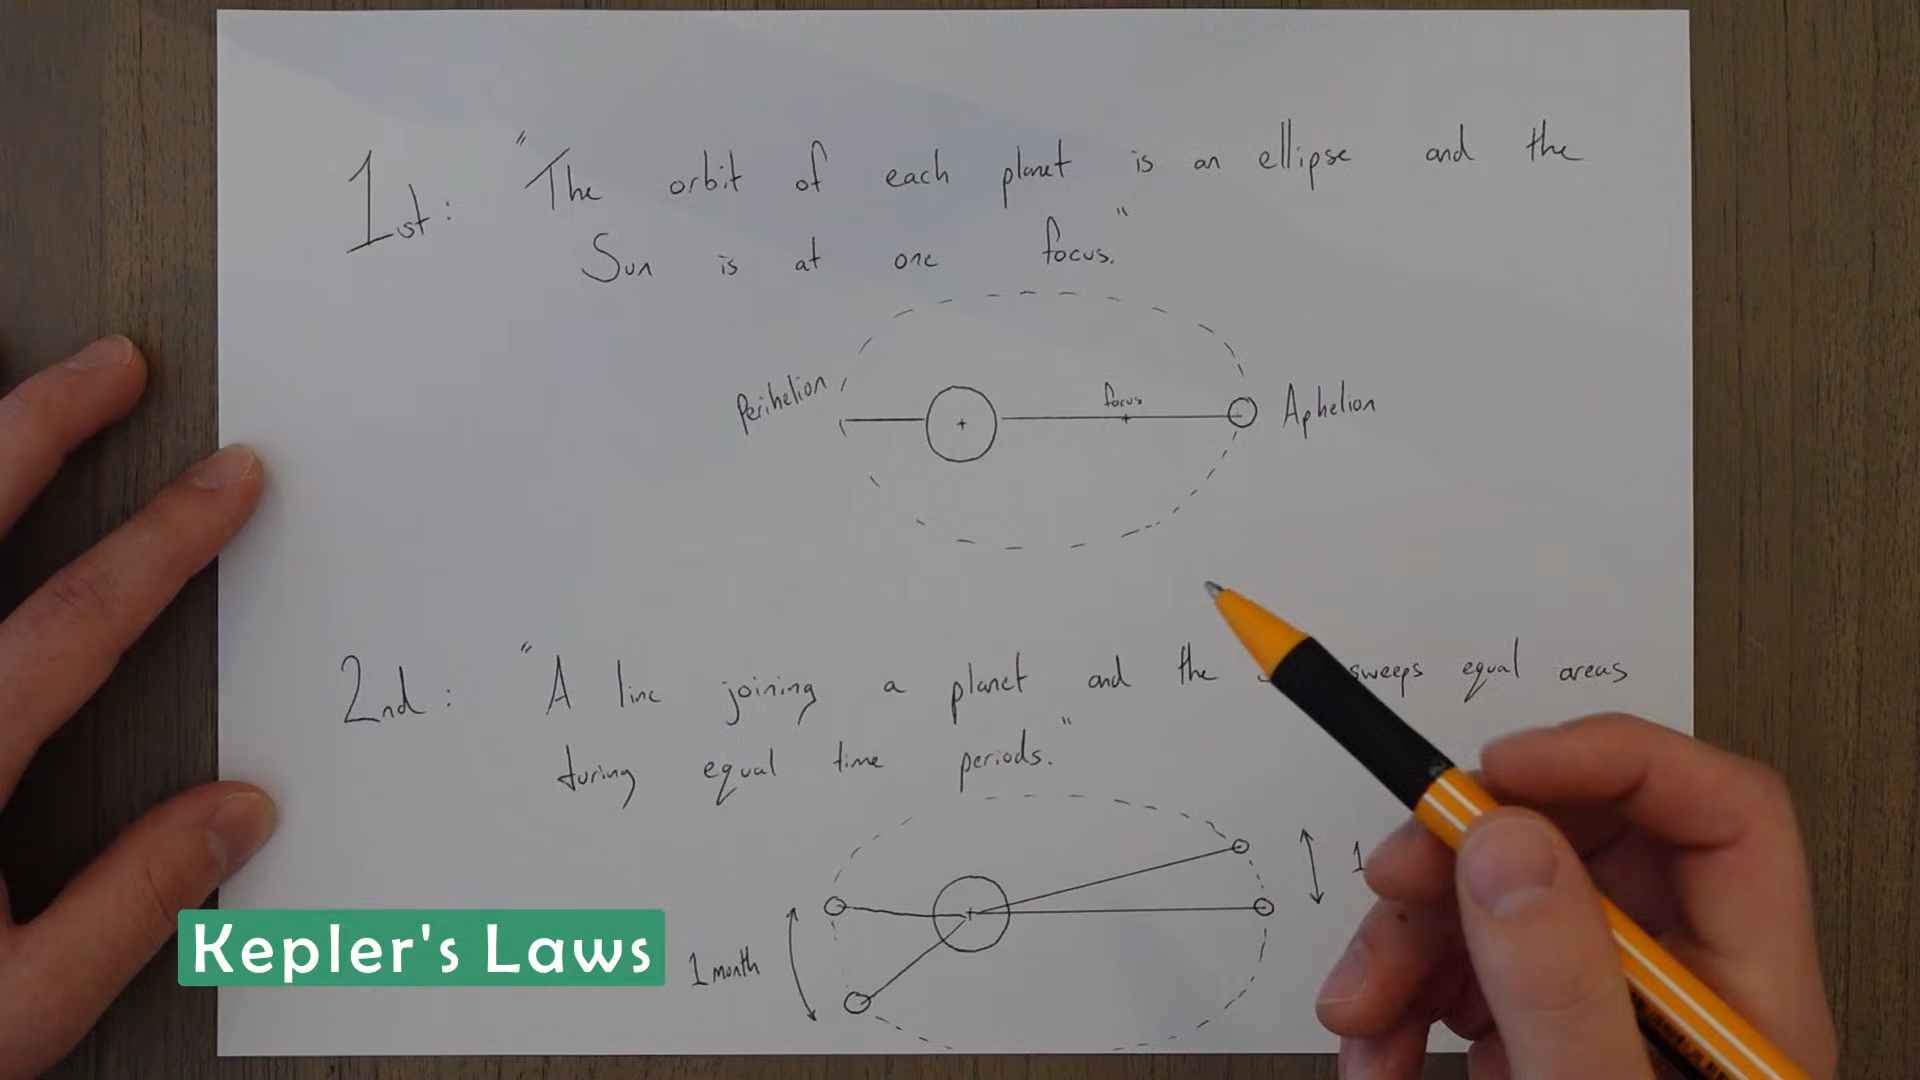 1st: "The orbit of each planet is an ellipse and the
Sun is at one focus."
Perihelion
focus
Aphelion
2nd: "A line joining a planet and the sweeps equal areas
during equal time periods."
1
1 month
Kepler's Laws